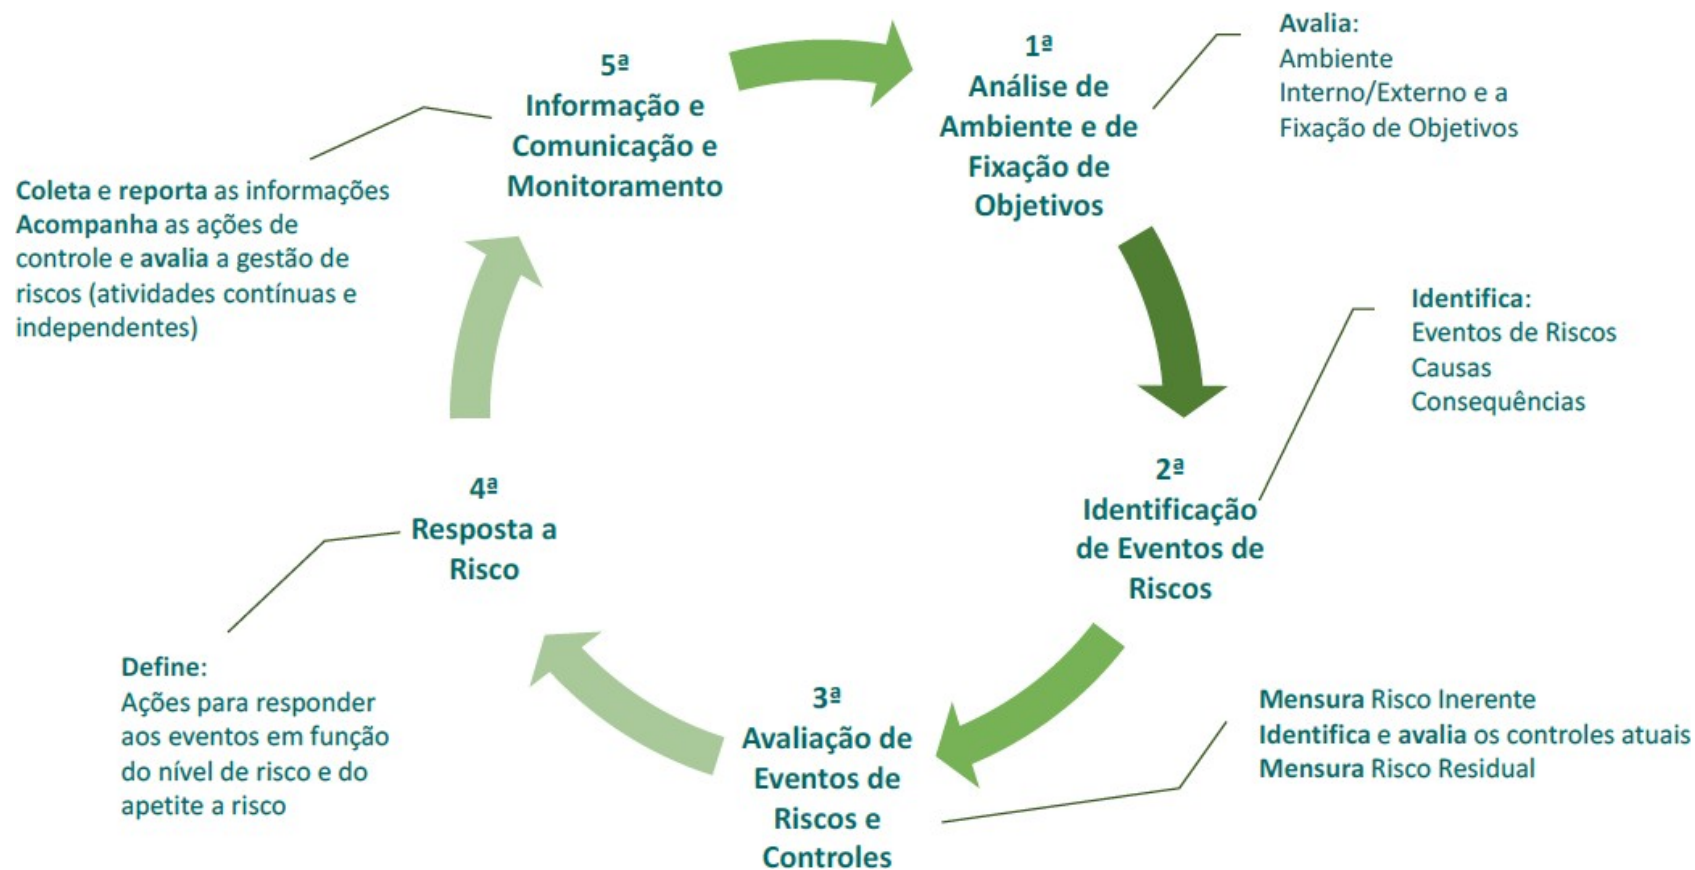 1ª
Análise de
Ambiente e de
Fixação de
Objetivos
Avalia:
Ambiente
Interno/Externo e a
Fixação de Objetivos
2ª
Identificação
de Eventos de
Riscos
Identifica:
Eventos de Riscos
Causas
Consequências
3ª
Avaliação de
Eventos de
Riscos e
Controles
Mensura Risco Inerente
Identifica e avalia os controles atuais
Mensura Risco Residual
4ª
Resposta a
Risco
Define:
Ações para responder
aos eventos em função
do nível de risco e do
apetite a risco
5ª
Informação e
Comunicação e
Monitoramento
Coleta e reporta as informações
Acompanha as ações de
controle e avalia a gestão de
riscos (atividades contínuas e
independentes)